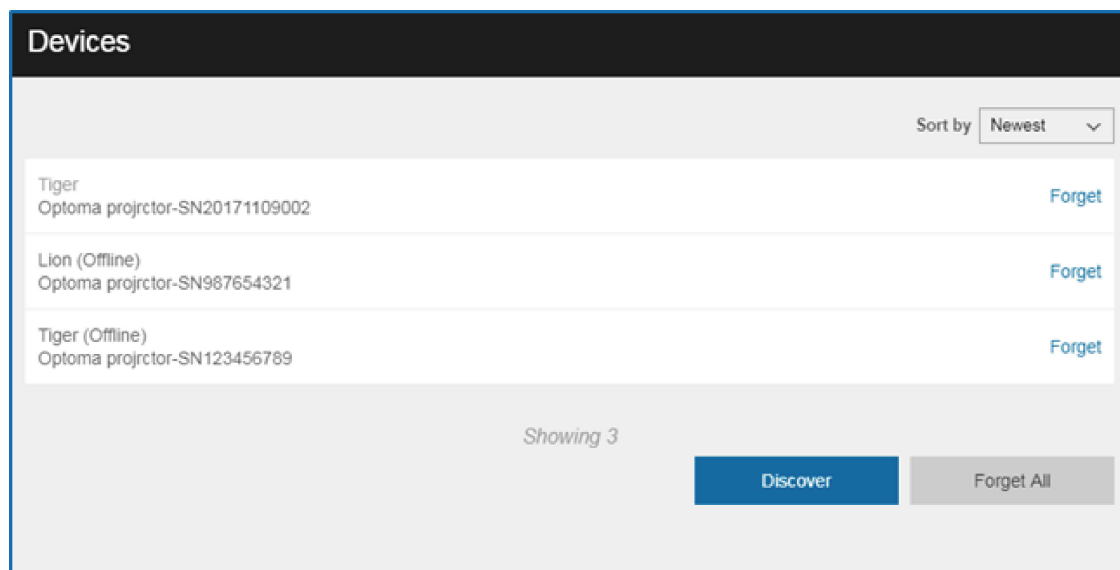 Devices
Sort by Newest
Tiger
Optoma projrctor-SN20171109002
Forget
Lion (Offline)
Optoma projrctor-SN987654321
Forget
Tiger (Offline)
Optoma projrctor-SN123456789
Forget
Showing 3
Discover
Forget All